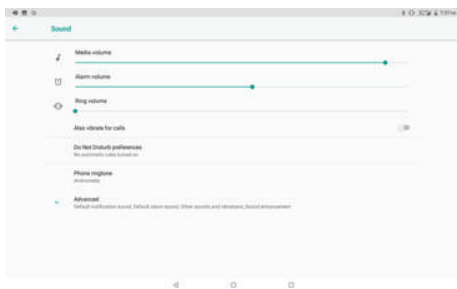 Sound
Media volume
Alarm volume
Ring volume
Also vibrate for calls
Do Not Disturb preferences
No automatic rules turned on
Phone ringtone
Andromeda
Advanced
Default notification sound, Default alarm sound, Other sounds and vibrations, Sound enhancement